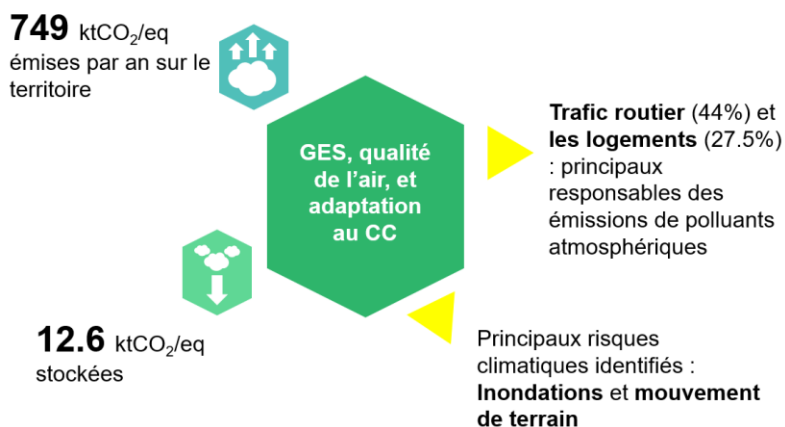 749 ktCO₂/eq
émises par an sur le
territoire
GES, qualité
de l'air, et
adaptation
au CC
Trafic routier (44%) et
les logements (27.5%)
: principaux
responsables des
émissions de polluants
atmosphériques
12.6 ktCO₂/eq
stockées
Principaux risques
climatiques identifiés :
Inondations et mouvement
de terrain